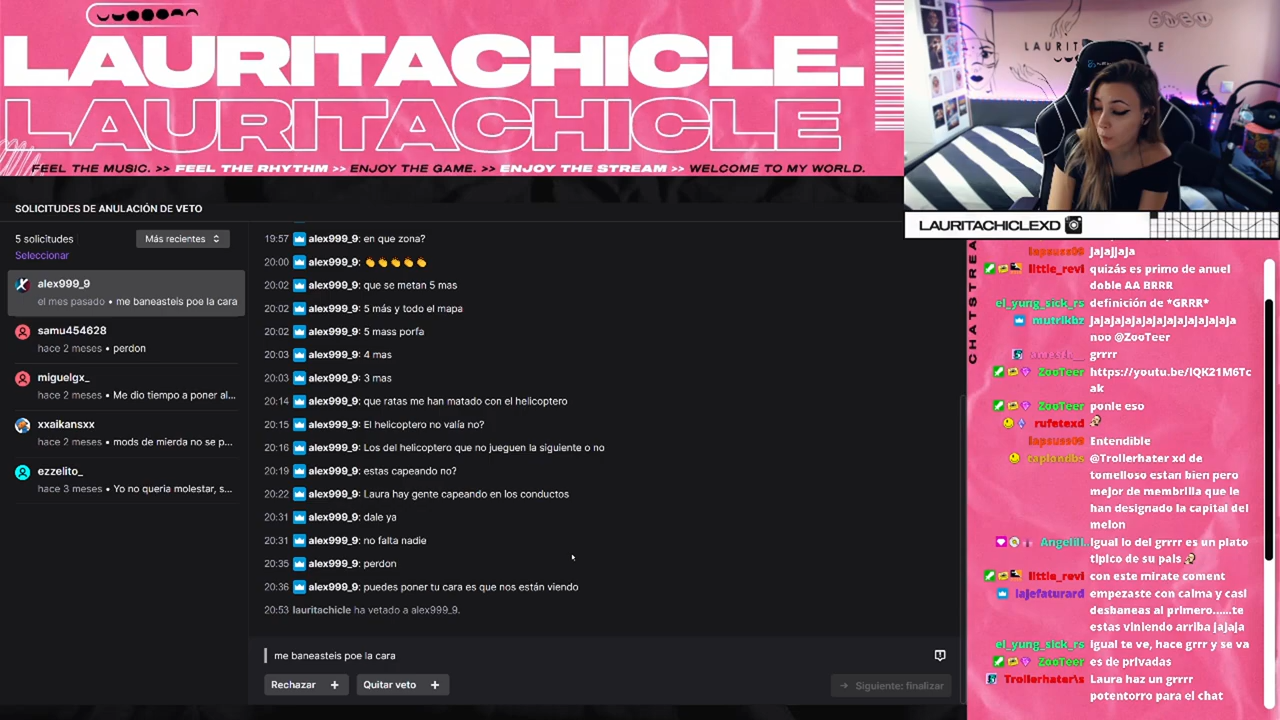 LAURITACHICLE.
LAURITACHICLE
FEEL THE MUSIC. >> FEEL THE RHYTHM >> ENJOY THE GAME. >> ENJOY THE STREAM >> WELCOME TO MY WORLD.
LAURITACHICLEXD
SOLICITUDES DE ANULACIÓN DE VETO
5 solicitudes
Más recientes
Seleccionar
alex999_9
el mes pasado • me baneasteis poe la cara
samu454628
hace 2 meses • perdon
miguelgx_
hace 2 meses • Me dio tiempo a poner al...
xxaikansxx
hace 2 meses • mods de mierda no se p...
ezzelito_
hace 3 meses • Yo no queria molestar, s...
19:57 alex999_9: en que zona?
20:00 alex999_9: 👏👏👏👏👏
20:02 alex999_9: que se metan 5 mas
20:02 alex999_9: 5 más y todo el mapa
20:02 alex999_9: 5 mass porfa
20:03 alex999_9: 4 mas
20:03 alex999_9: 3 mas
20:14 alex999_9: que ratas me han matado con el helicoptero
20:15 alex999_9: El helicoptero no valía no?
20:16 alex999_9: Los del helicoptero que no jueguen la siguiente o no
20:19 alex999_9: estas capeando no?
20:22 alex999_9: Laura hay gente capeando en los conductos
20:31 alex999_9: dale ya
20:31 alex999_9: no falta nadie
20:35 alex999_9: perdon
20:36 alex999_9: puedes poner tu cara es que nos están viendo
20:53 lauritachicle ha vetado a alex999_9.
me baneasteis poe la cara
Rechazar +
Quitar veto +
Siguiente: finalizar
CHATSTREA
lapsuss09 jajajjaja
little_revi quizás es primo de anuel
doble AA BRRR
el_yung_sick_rs definición de *GRRR*
mutrikbz jajajajajajajajajajajajaja
noo @ZooTeer
grrrr
ZooTeer https://youtu.be/IQK21M6Tc
ak
ZooTeer ponle eso
rufetexd
lapsuss09 Entendible
@Trollerhater xd de
tomelloso estan bien pero
mejor de membrilla que le
han designado la capital del
melon
Angelill.. Igual lo del grrrr es un plato
tipico de su pais
little_revi con este mirate coment
lajefaturard empezaste con calma y casi
desbaneas al primero......te
estas viniendo arriba jajaja
el_yung_sick_rs Igual te ve, hace grrr y se va
ZooTeer es de privadas
Trollerhater\s Laura haz un grrrr
potentorro para el chat